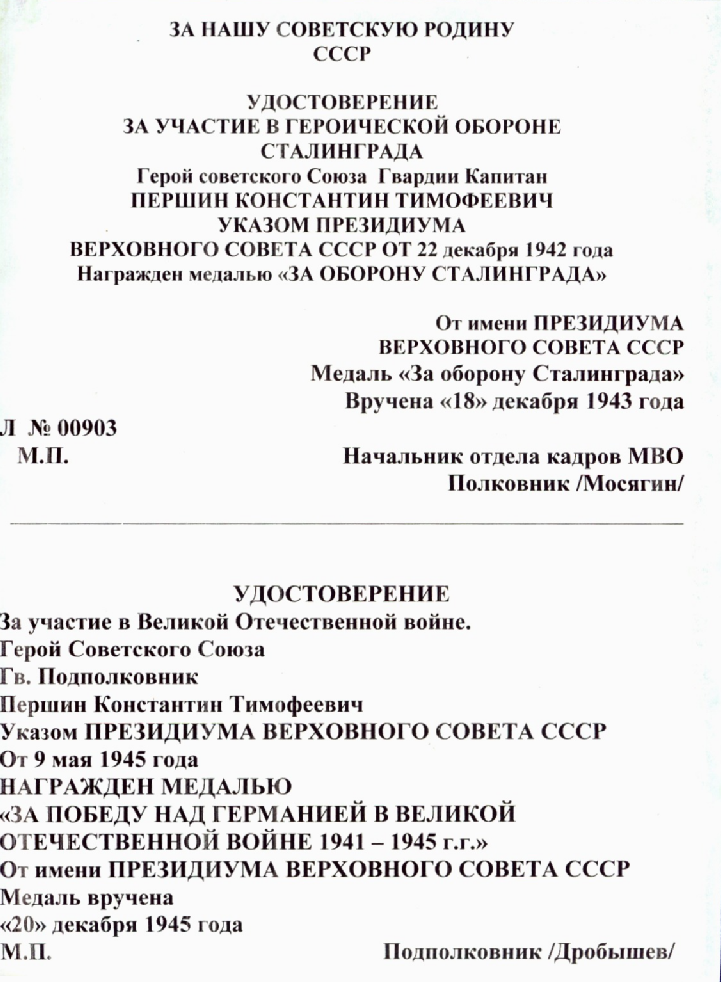 ЗА НАШУ СОВЕТСКУЮ РОДИНУ
СССР
УДОСТОВЕРЕНИЕ
ЗА УЧАСТИЕ В ГЕРОИЧЕСКОЙ ОБОРОНЕ
СТАЛИНГРАДА
Герой советского Союза Гвардии Капитан
ПЕРШИН КОНСТАНТИН ТИМОФЕЕВИЧ
УКАЗОМ ПРЕЗИДИУМА
ВЕРХОВНОГО СОВЕТА СССР ОТ 22 декабря 1942 года
Награжден медалью «ЗА ОБОРОНУ СТАЛИНГРАДА»
От имени ПРЕЗИДИУМА
ВЕРХОВНОГО СОВЕТА СССР
Медаль «За оборону Сталинграда»
Вручена «18» декабря 1943 года
Л № 00903
М.П. Начальник отдела кадров МВО
Полковник /Мосягин/
УДОСТОВЕРЕНИЕ
За участие в Великой Отечественной войне.
Герой Советского Союза
Гв. Подполковник
Першин Константин Тимофеевич
Указом ПРЕЗИДИУМА ВЕРХОВНОГО СОВЕТА СССР
От 9 мая 1945 года
НАГРАЖДЕН МЕДАЛЬЮ
«ЗА ПОБЕДУ НАД ГЕРМАНИЕЙ В ВЕЛИКОЙ
ОТЕЧЕСТВЕННОЙ ВОЙНЕ 1941 – 1945 г.г.»
От имени ПРЕЗИДИУМА ВЕРХОВНОГО СОВЕТА СССР
Медаль вручена
«20» декабря 1945 года
М.П. Подполковник /Дробышев/